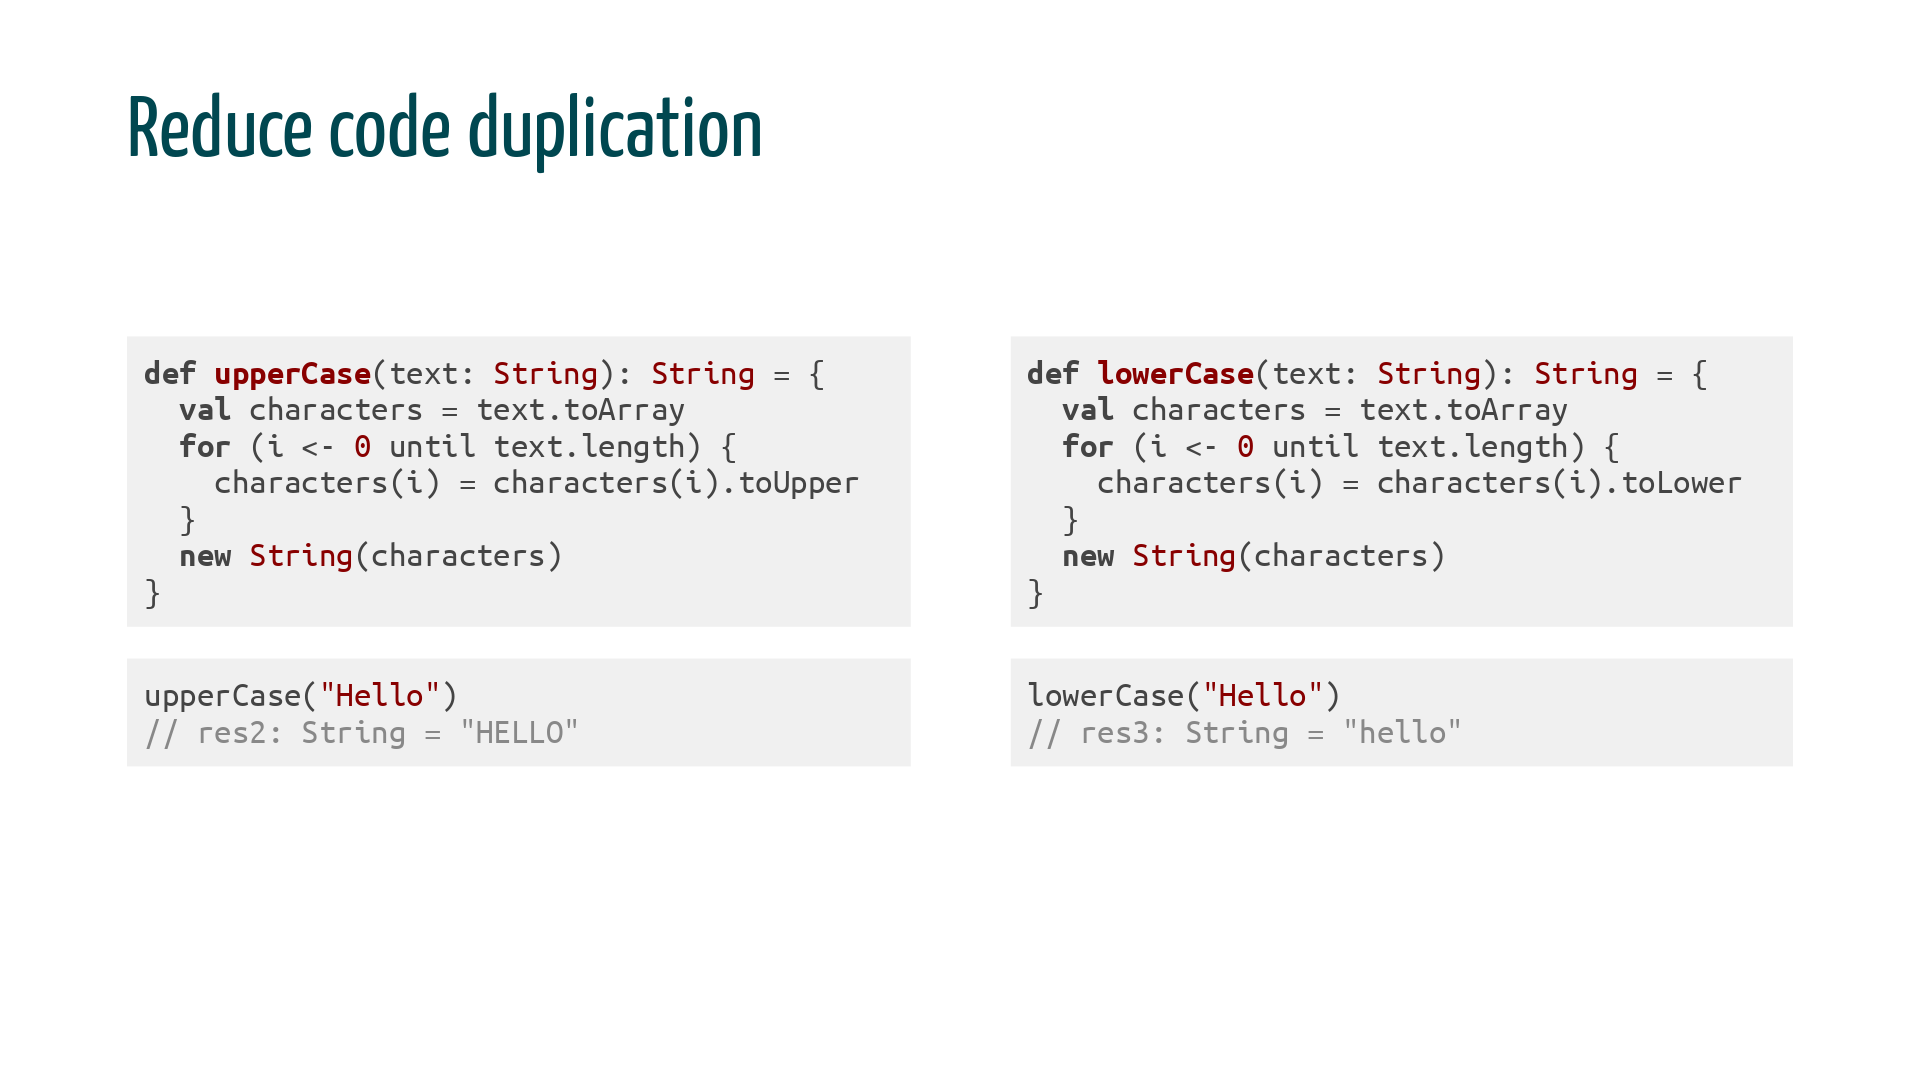 Reduce code duplication
def upperCase(text: String): String = {
  val characters = text.toArray
  for (i <- 0 until text.length) {
    characters(i) = characters(i).toUpper
  }
  new String(characters)
}
upperCase("Hello")
// res2: String = "HELLO"
def lowerCase(text: String): String = {
  val characters = text.toArray
  for (i <- 0 until text.length) {
    characters(i) = characters(i).toLower
  }
  new String(characters)
}
lowerCase("Hello")
// res3: String = "hello"